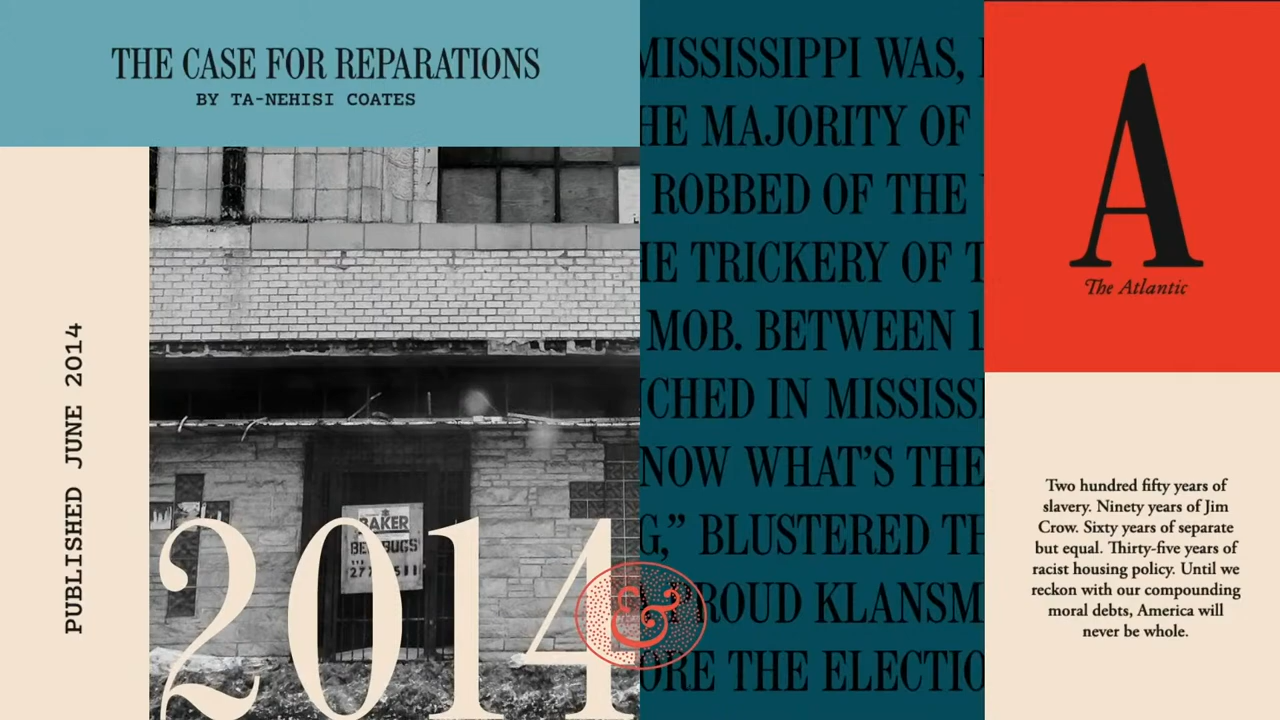 THE CASE FOR REPARATIONS
BY TA-NEHISI COATES
PUBLISHED JUNE 2014
BAKER
2014
&
MISSISSIPPI WAS,
HE MAJORITY OF
ROBBED OF THE
IE TRICKERY OF T
MOB. BETWEEN 1
CHED IN MISSISSI
NOW WHAT'S THE
G,” BLUSTERED TH
PROUD KLANSM
ORE THE ELECTIO
A
The Atlantic
Two hundred fifty years of
slavery. Ninety years of Jim
Crow. Sixty years of separate
but equal. Thirty-five years of
racist housing policy. Until we
reckon with our compounding
moral debts, America will
never be whole.